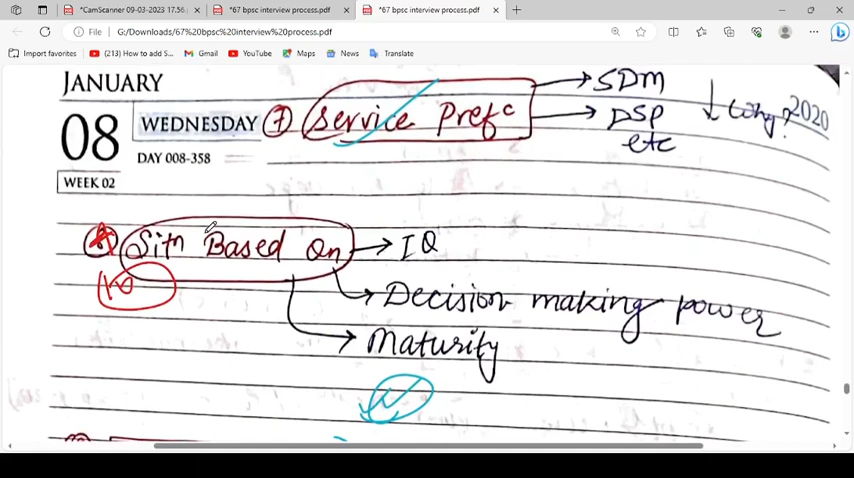 *CamScanner 09-03-2023 17.56.p
*67 bpsc interview process.pdf
*67 bpsc interview process.pdf
File
G:/Downloads/67%20bpsc%20interview%20process.pdf
Import favorites
(213) How to add S...
Gmail
YouTube
Maps
News
Translate
JANUARY
2020
08
WEDNESDAY
DAY 008-358
WEEK 02
7 Service Prefc
→ SDM
→ DSP
etc
↓ Why?
Sitn Based Qn → IQ
→ Decision making power
→ Maturity